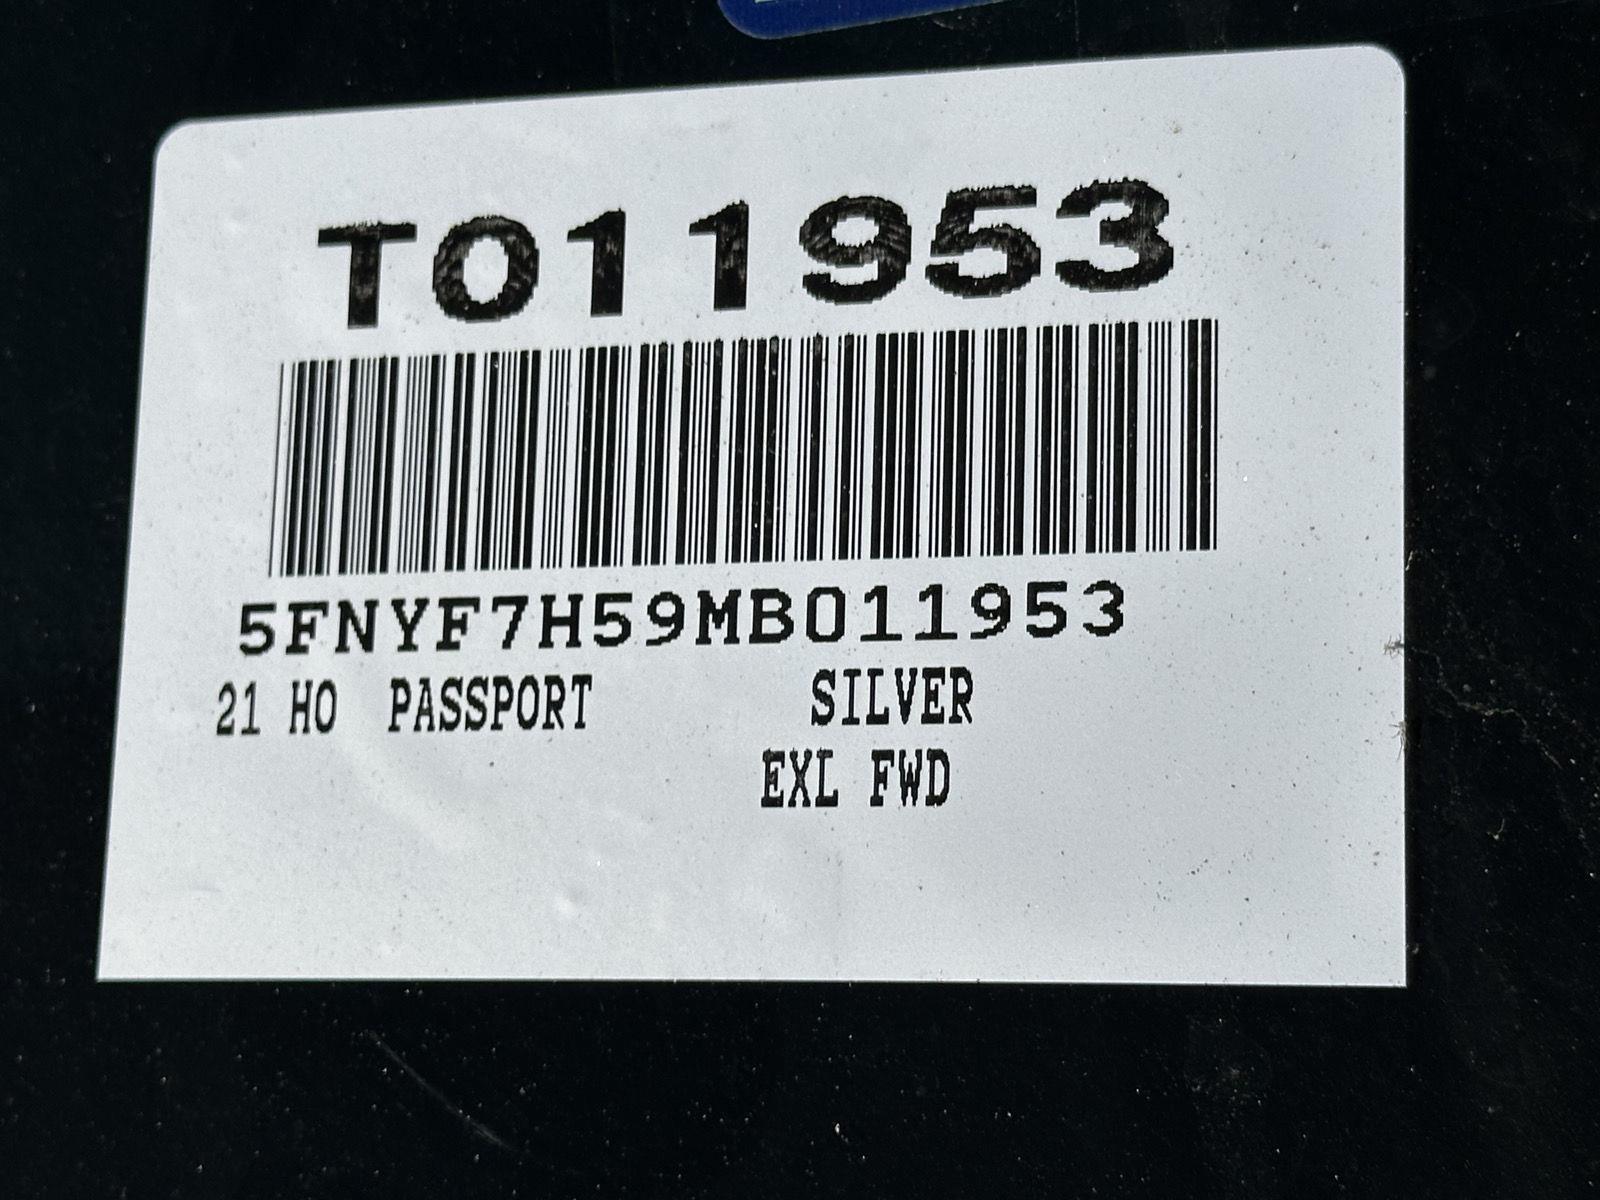 T011953
5FNYF7H59MB011953
21 HO PASSPORT SILVER
EXL FWD